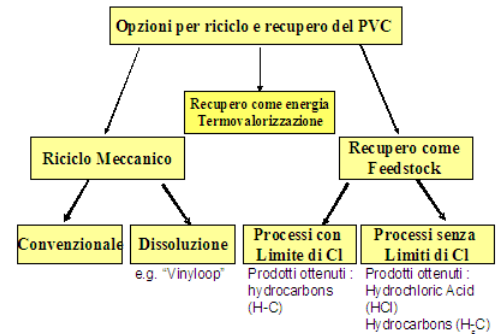 Opzioni per riciclo e recupero del PVC
Recupero come energia
Termovalorizzazione
Riciclo Meccanico
Recupero come
Feedstock
Convenzionale
Dissoluzione
e.g. “Vinyloop”
Processi con
Limite di Cl
Prodotti ottenuti :
hydrocarbons
(H-C)
Processi senza
Limiti di Cl
Prodotti ottenuti :
Hydrochloric Acid
(HCl)
Hydrocarbons (H-C)